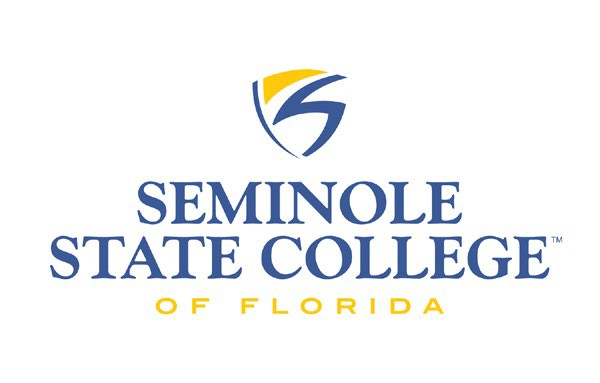 SEMINOLE
STATE COLLEGE™
OF FLORIDA